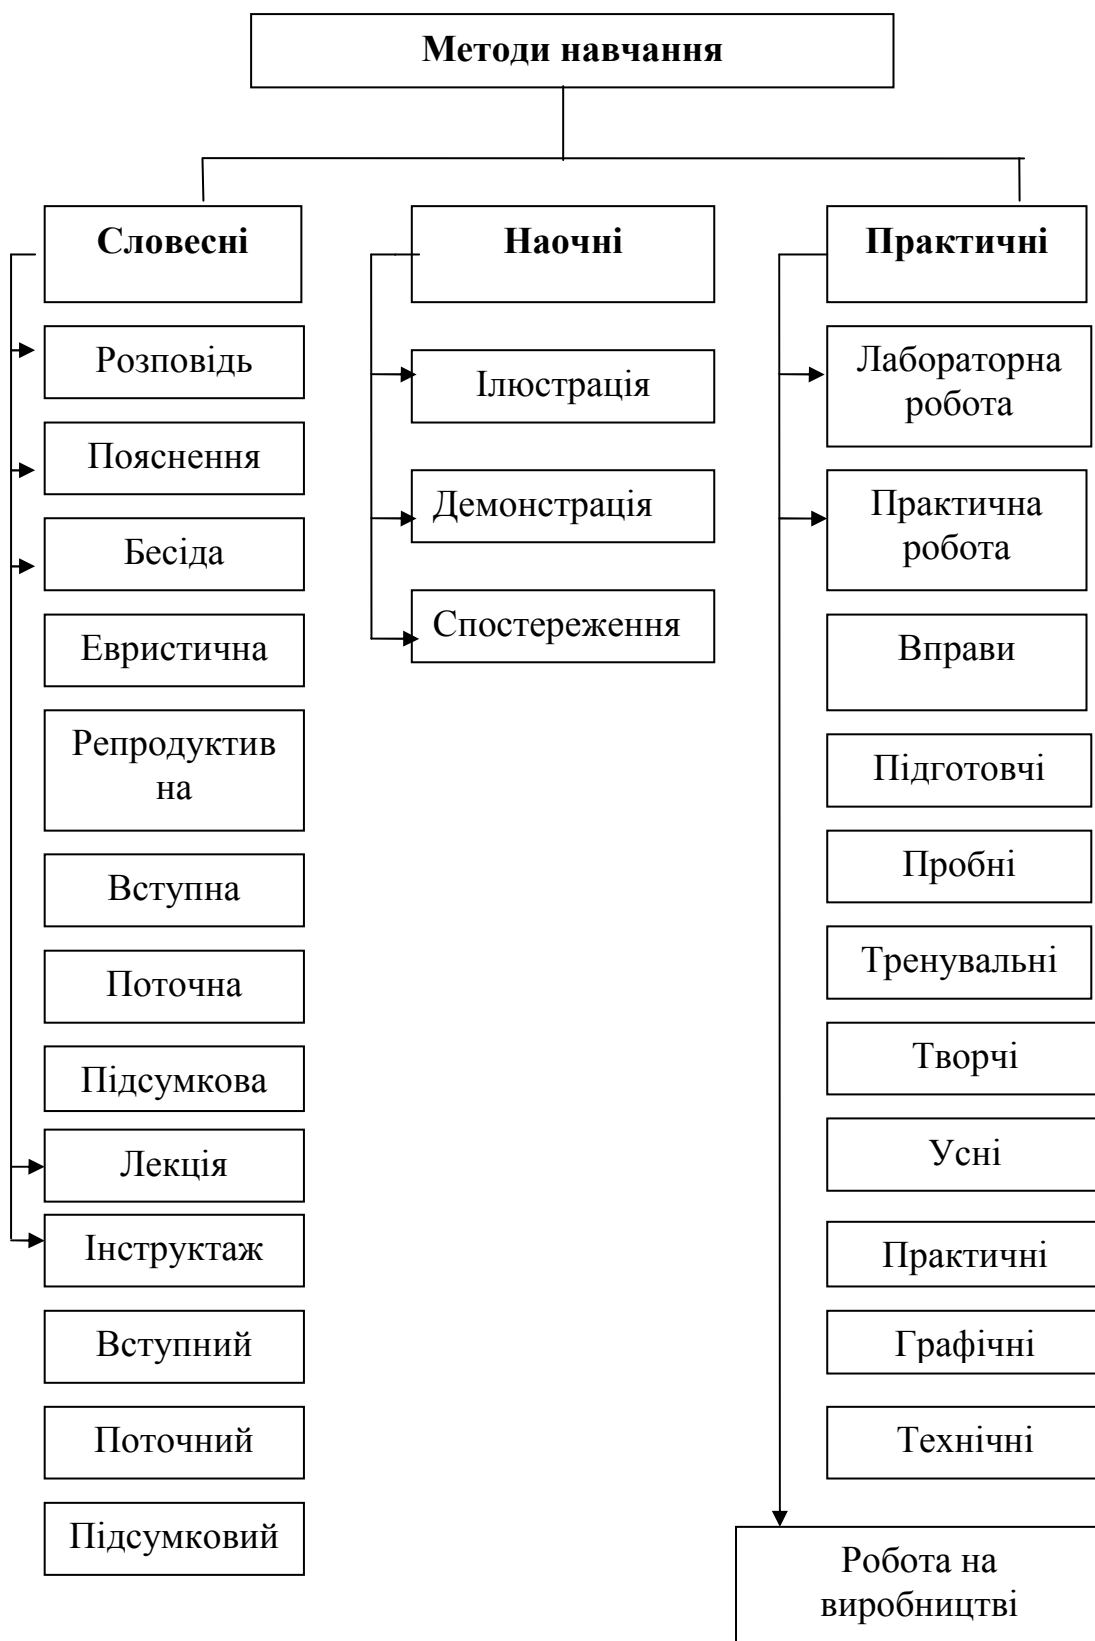 Методи навчання
Словесні
Розповідь
Пояснення
Бесіда
Евристична
Репродуктив
на
Вступна
Поточна
Підсумкова
Лекція
Інструктаж
Вступний
Поточний
Підсумковий
Наочні
Ілюстрація
Демонстрація
Спостереження
Практичні
Лабораторна
робота
Практична
робота
Вправи
Підготовчі
Пробні
Тренувальні
Творчі
Усні
Практичні
Графічні
Технічні
Робота на
виробництві